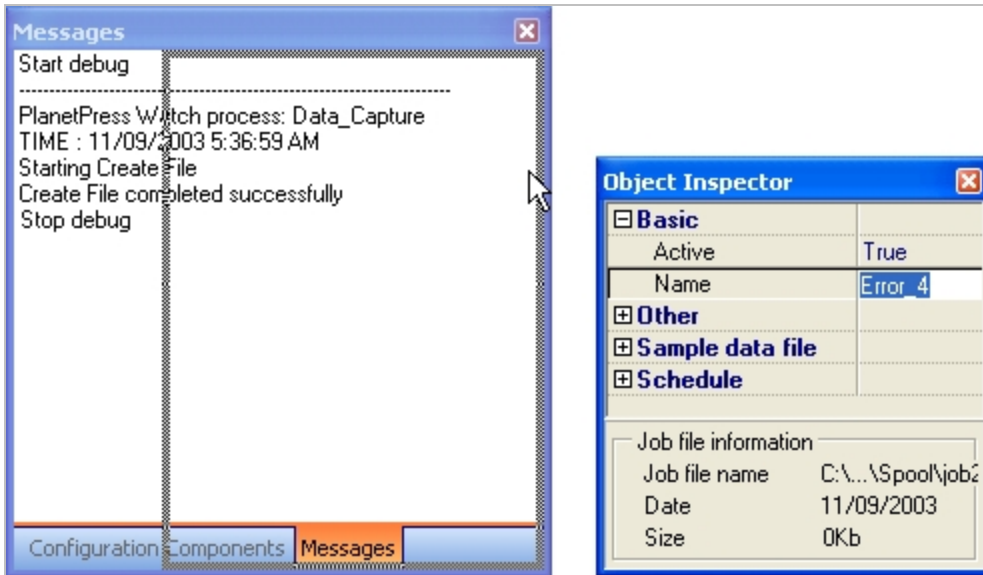 Messages
Start debug
PlanetPress Watch process: Data_Capture
TIME : 11/09/2003 5:36:59 AM
Starting Create File
Create File completed successfully
Stop debug
Configuration Components Messages
Object Inspector
Basic
Active True
Name Error_4
Other
Sample data file
Schedule
Job file information
Job file name C:\...\Spool\job2
Date 11/09/2003
Size 0Kb